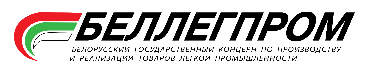 БЕЛЛЕГПРОМ
БЕЛОРУССКИЙ ГОСУДАРСТВЕННЫЙ КОНЦЕРН ПО ПРОИЗВОДСТВУ
И РЕАЛИЗАЦИИ ТОВАРОВ ЛЕГКОЙ ПРОМЫШЛЕННОСТИ